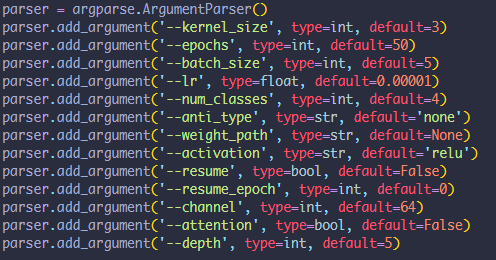 parser = argparse.ArgumentParser()
parser.add_argument('--kernel_size', type=int, default=3)
parser.add_argument('--epochs', type=int, default=50)
parser.add_argument('--batch_size', type=int, default=5)
parser.add_argument('--lr', type=float, default=0.00001)
parser.add_argument('--num_classes', type=int, default=4)
parser.add_argument('--anti_type', type=str, default='none')
parser.add_argument('--weight_path', type=str, default=None)
parser.add_argument('--activation', type=str, default='relu')
parser.add_argument('--resume', type=bool, default=False)
parser.add_argument('--resume_epoch', type=int, default=0)
parser.add_argument('--channel', type=int, default=64)
parser.add_argument('--attention', type=bool, default=False)
parser.add_argument('--depth', type=int, default=5)